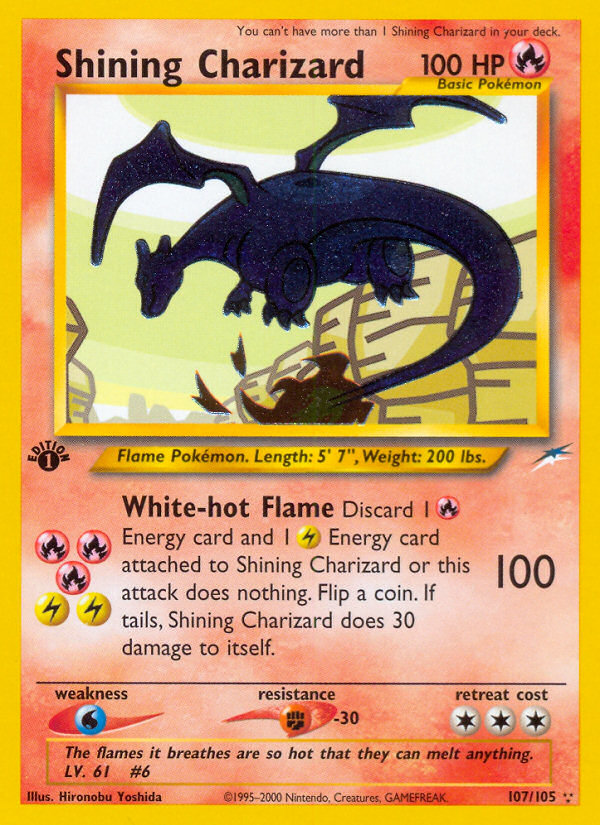 You can't have more than 1 Shining Charizard in your deck.
Shining Charizard 100 HP
Basic Pokémon
EDITION
1
Flame Pokémon. Length: 5' 7", Weight: 200 lbs.
White-hot Flame Discard 1
Energy card and 1 Energy card
attached to Shining Charizard or this
attack does nothing. Flip a coin. If
tails, Shining Charizard does 30
damage to itself.
100
weakness resistance retreat cost
-30
The flames it breathes are so hot that they can melt anything.
LV. 61 #6
Illus. Hironobu Yoshida ©1995-2000 Nintendo, Creatures, GAMEFREAK. 107/105